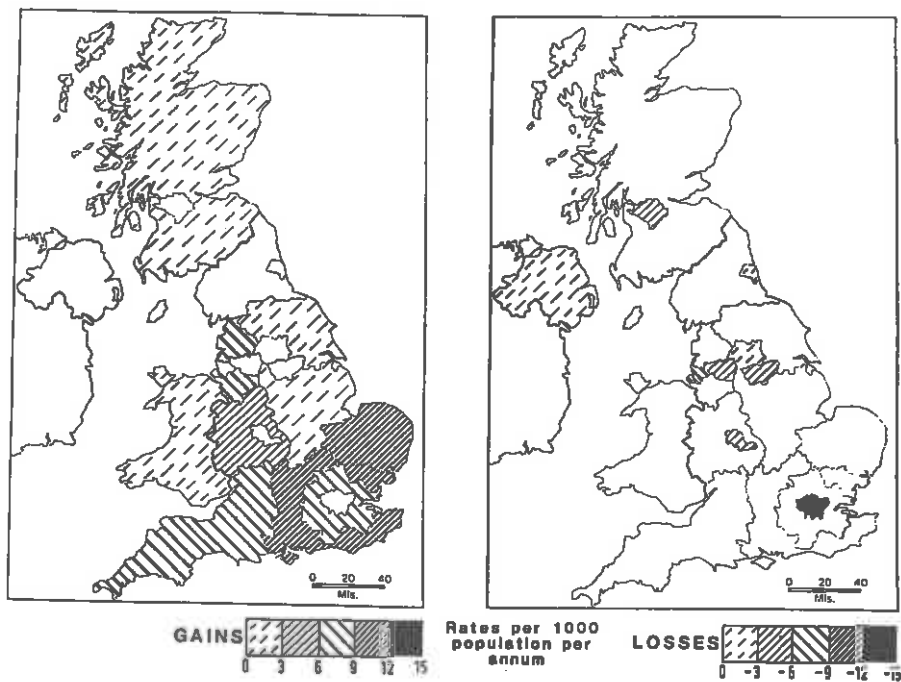 0 20 40
Mls.
0 20 40
Mls.
GAINS
0 3 6 9 12 15
Rates per 1000
population per
annum
LOSSES
0 -3 -6 -9 -12 -15